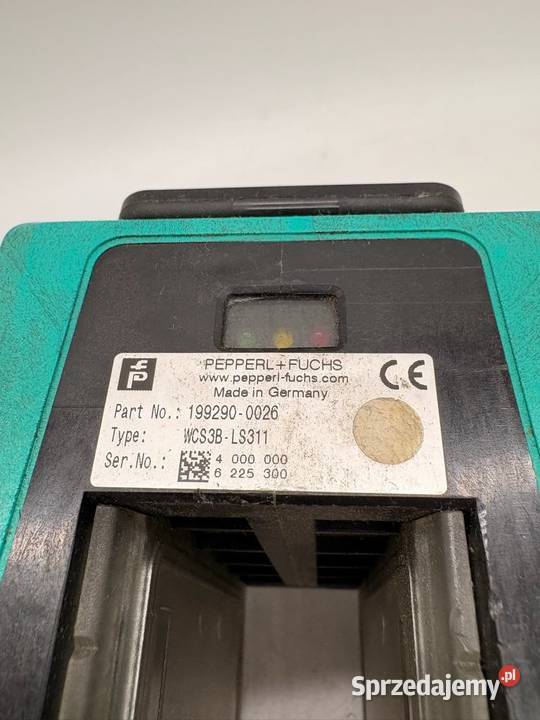 PEPPERL+FUCHS
www.pepperl-fuchs.com
Made in Germany
CE
Part No.: 199290-0026
Type: WCS3B-LS311
Ser.No.: 4 000 000
6 225 300
Sprzedajemy.pl